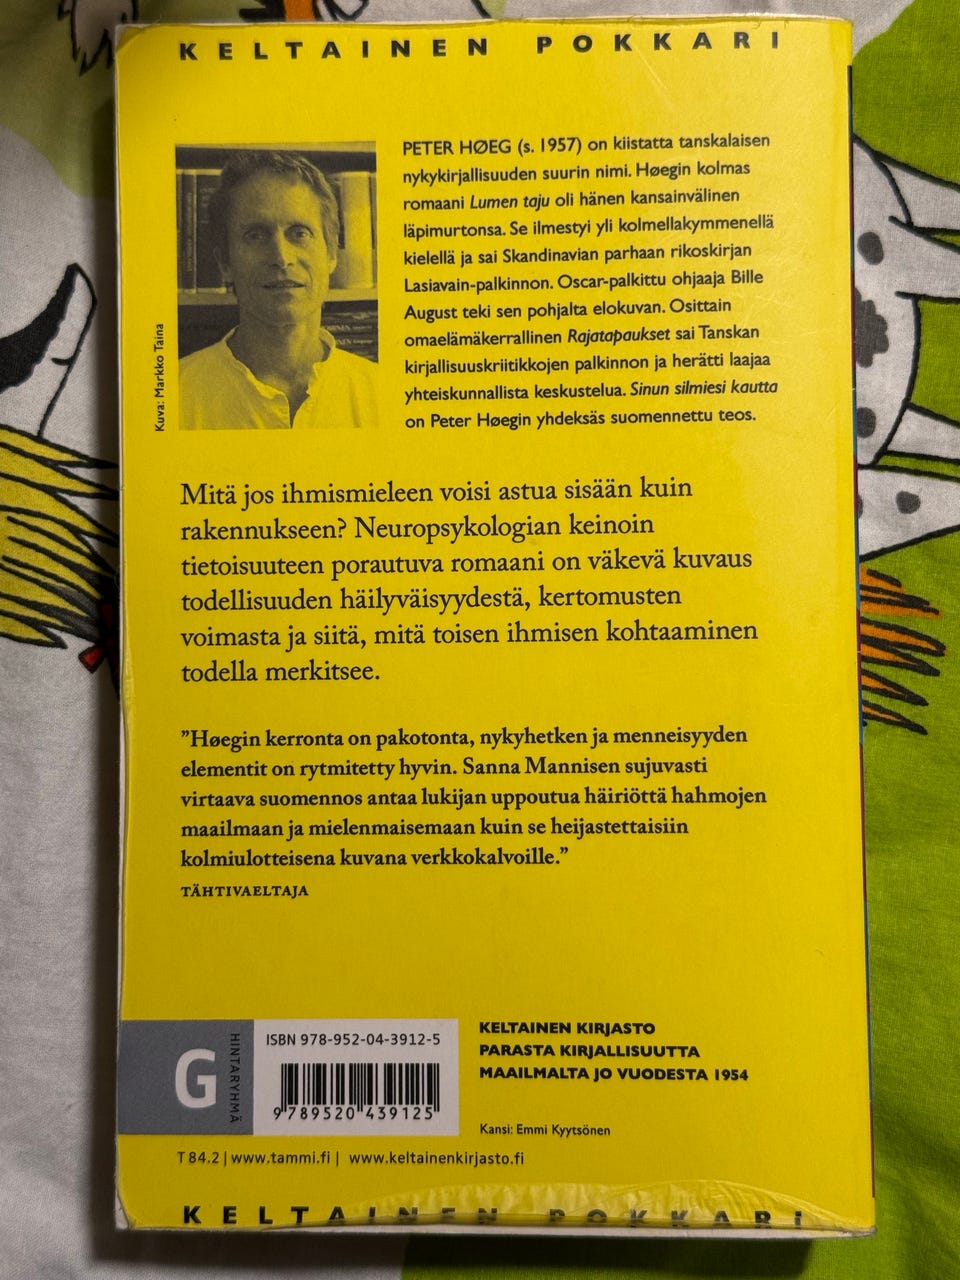 KELTAINEN POKKARI
PETER HØEG (s. 1957) on kiistatta tanskalaisen
nykykirjallisuuden suurin nimi. Høegin kolmas
romaani Lumen taju oli hänen kansainvälinen
läpimurtonsa. Se ilmestyi yli kolmellakymmenellä
kielellä ja sai Skandinavian parhaan rikoskirjan
Lasiavain-palkinnon. Oscar-palkittu ohjaaja Bille
August teki sen pohjalta elokuvan. Osittain
omaelämäkerrallinen Rajatapaukset sai Tanskan
kirjallisuuskriitikkojen palkinnon ja herätti laajaa
yhteiskunnallista keskustelua. Sinun silmiesi kautta
on Peter Høegin yhdeksäs suomennettu teos.
Kuva: Markko Taina
Mitä jos ihmismieleen voisi astua sisään kuin
rakennukseen? Neuropsykologian keinoin
tietoisuuteen porautuva romaani on väkevä kuvaus
todellisuuden häilyväisyydestä, kertomusten
voimasta ja siitä, mitä toisen ihmisen kohtaaminen
todella merkitsee.
”Høegin kerronta on pakotonta, nykyhetken ja menneisyyden
elementit on rytmitetty hyvin. Sanna Mannisen sujuvasti
virtaava suomennos antaa lukijan uppoutua häiriöttä hahmojen
maailmaan ja mielenmaisemaan kuin se heijastettaisiin
kolmiulotteisena kuvana verkkokalvoille.”
TÄHTIVAELTAJA
G
HINTARYHMÄ
ISBN 978-952-04-3912-5
9 789520 439125
KELTAINEN KIRJASTO
PARASTA KIRJALLISUUTTA
MAAILMALTA JO VUODESTA 1954
Kansi: Emmi Kyytsönen
T 84.2 | www.tammi.fi | www.keltainenkirjasto.fi
KELTAINEN POKKARI